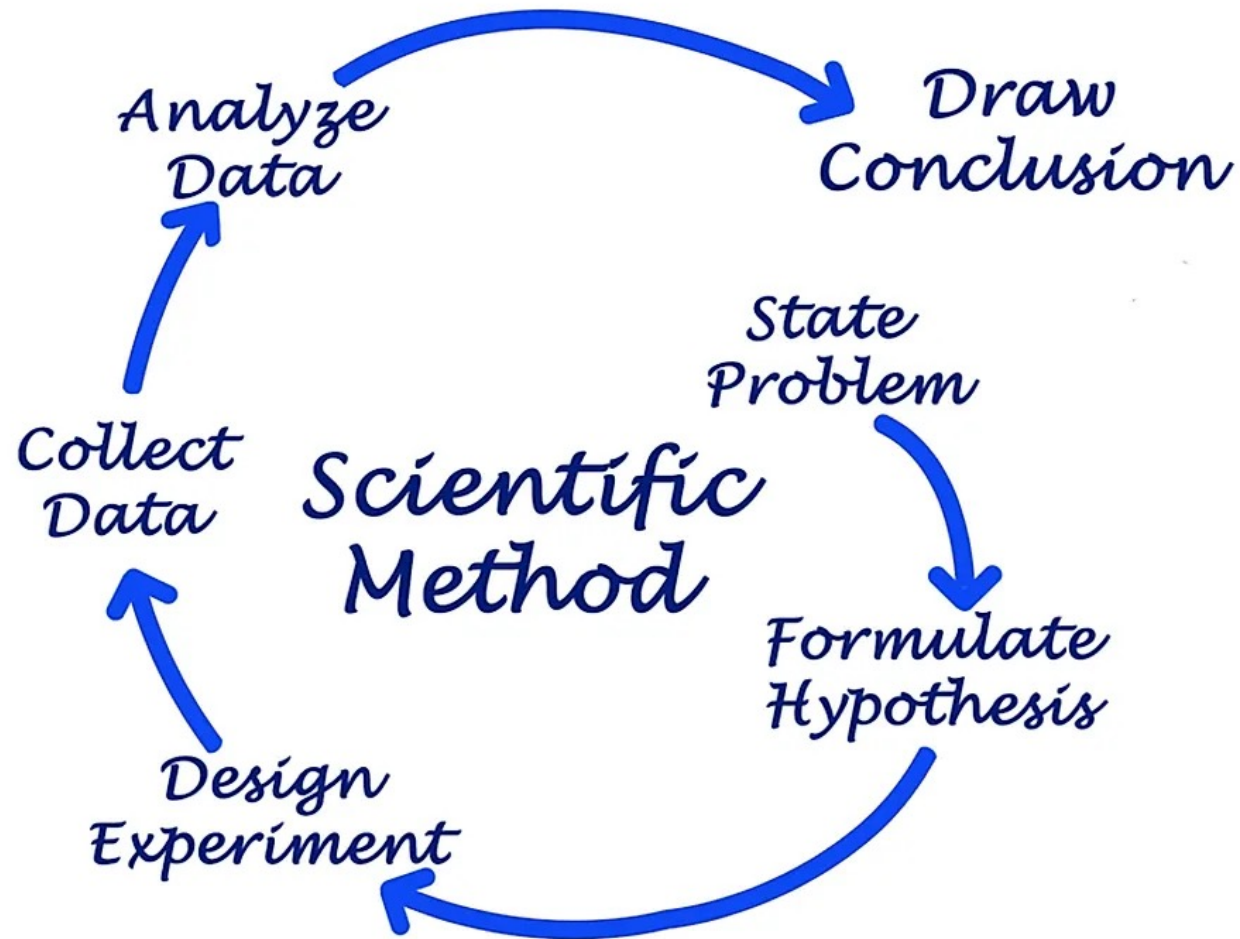 Analyze
Data
Draw
Conclusion
State
Problem
Collect
Data
Scientific
Method
Formulate
Hypothesis
Design
Experiment